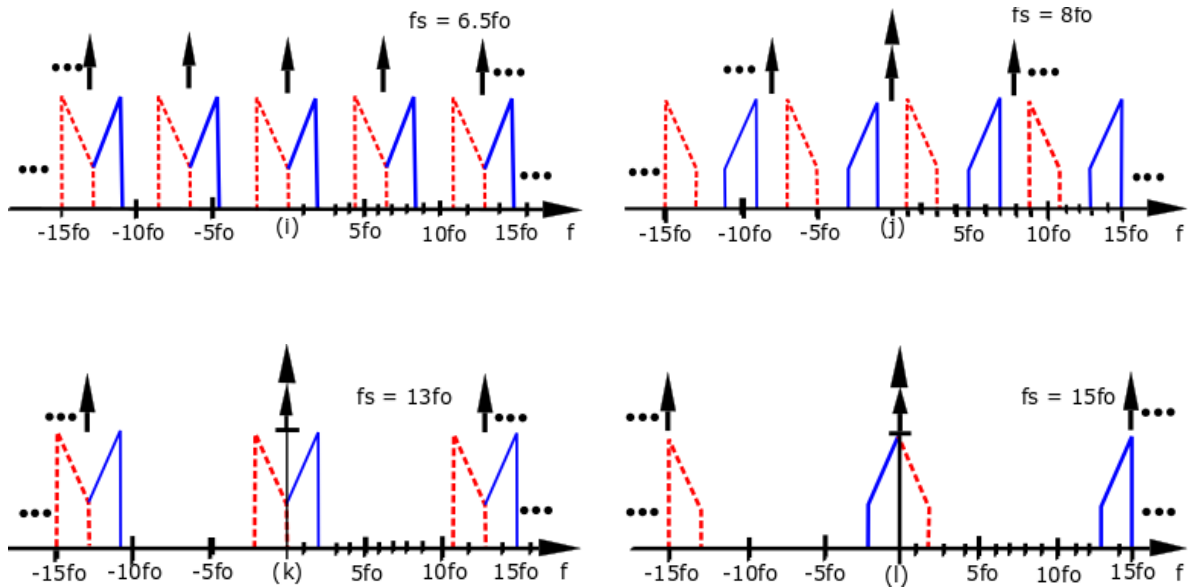 fs = 6.5fo
-15fo -10fo -5fo (i) 5fo 10fo 15fo f
fs = 8fo
-15fo -10fo -5fo (j) 5fo 10fo 15fo f
fs = 13fo
-15fo -10fo -5fo (k) 5fo 10fo 15fo f
fs = 15fo
-15fo -10fo -5fo (l) 5fo 10fo 15fo f